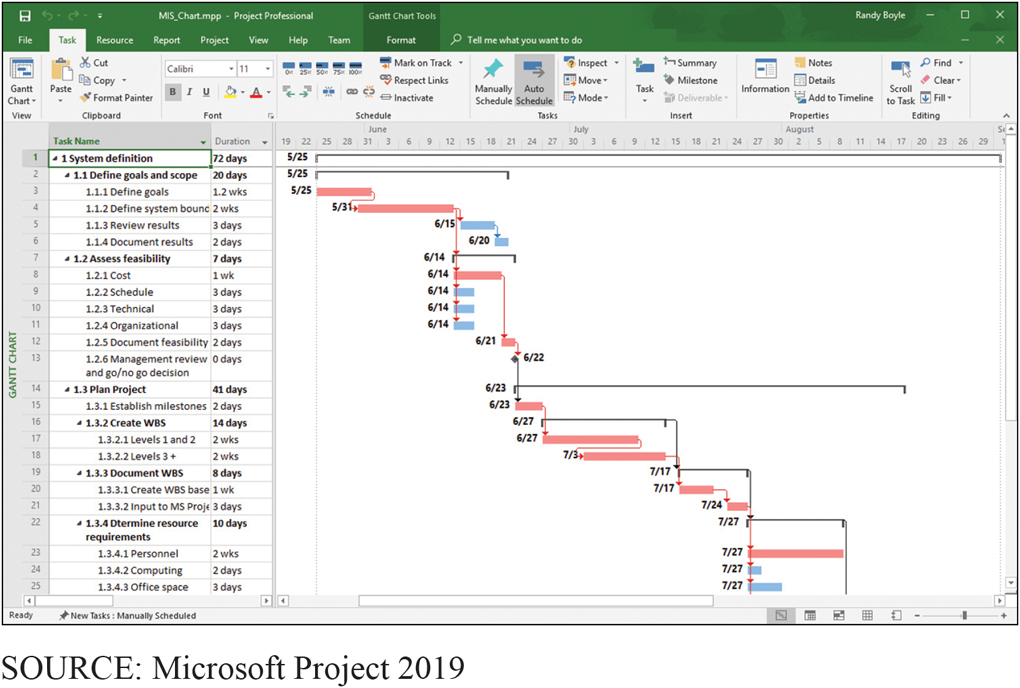 MIS_Chart.mpp - Project Professional
Gantt Chart Tools
Randy Boyle
File Task Resource Report Project View Help Team Format Tell me what you want to do
Gantt Chart
View
Paste
Cut
Copy
Format Painter
Clipboard
Calibri 11
B I U A
Font
0% 25% 50% 75% 100%
Mark on Track
Respect Links
Inactivate
Schedule
Manually Schedule
Auto Schedule
Inspect
Move
Mode
Tasks
Task
Summary
Milestone
Deliverable
Insert
Information
Notes
Details
Add to Timeline
Properties
Scroll to Task
Find
Clear
Fill
Editing
Task Name Duration
June July August
19 22 25 28 31 3 6 9 12 15 18 21 24 27 30 3 6 9 12 15 18 21 24 27 30 2 5 8 11 14 17 20 23 26 29 1
GANTT CHART
1 1 System definition 72 days 5/25
2 1.1 Define goals and scope 20 days 5/25
3 1.1.1 Define goals 1.2 wks 5/25
4 1.1.2 Define system bound 2 wks 5/31
5 1.1.3 Review results 3 days 6/15
6 1.1.4 Document results 2 days 6/20
7 1.2 Assess feasibility 7 days 6/14
8 1.2.1 Cost 1 wk 6/14
9 1.2.2 Schedule 3 days 6/14
10 1.2.3 Technical 3 days 6/14
11 1.2.4 Organizational 3 days 6/14
12 1.2.5 Document feasibility 2 days 6/21
13 1.2.6 Management review 0 days 6/22
and go/no go decision
14 1.3 Plan Project 41 days 6/23
15 1.3.1 Establish milestones 2 days 6/23
16 1.3.2 Create WBS 14 days 6/27
17 1.3.2.1 Levels 1 and 2 2 wks 6/27
18 1.3.2.2 Levels 3 + 2 wks 7/3
19 1.3.3 Document WBS 8 days 7/17
20 1.3.3.1 Create WBS base 1 wk 7/17
21 1.3.3.2 Input to MS Proje 3 days 7/24
22 1.3.4 Dtermine resource 10 days 7/27
requirements
23 1.3.4.1 Personnel 2 wks 7/27
24 1.3.4.2 Computing 2 days 7/27
25 1.3.4.3 Office space 3 days 7/27
Ready New Tasks : Manually Scheduled
SOURCE: Microsoft Project 2019